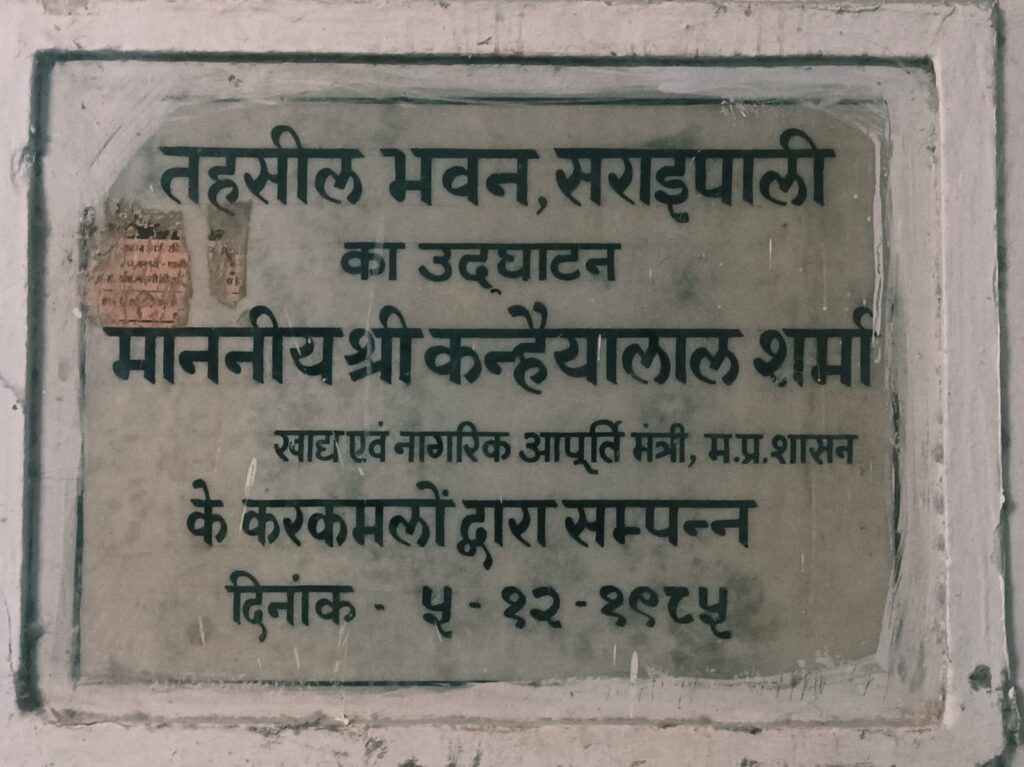 तहसील भवन, सराइपाली
का उद्घाटन
माननीय श्री कन्हैयालाल शर्मा
खाद्य एवं नागरिक आपूर्ति मंत्री, म.प्र.शासन
के करकमलों द्वारा सम्पन्न
दिनांक - ५ - १२ - १९८५